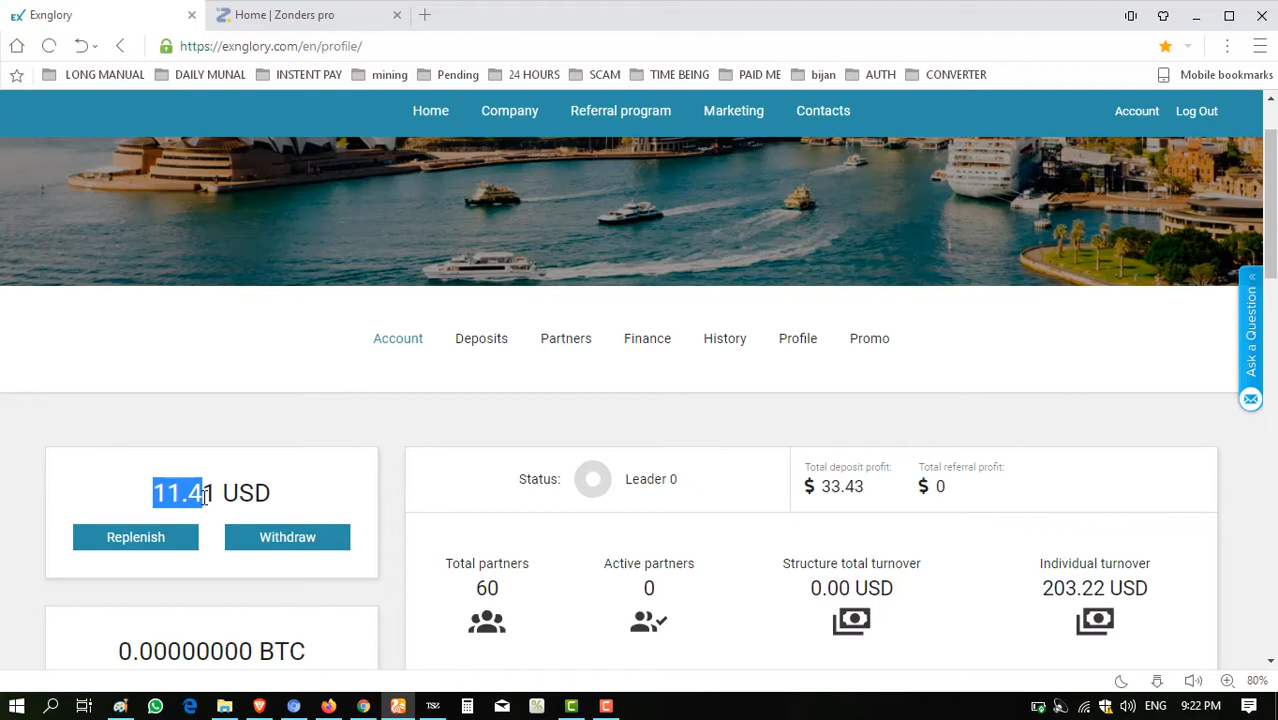 Exnglory
Home | Zonders pro
https://exnglory.com/en/profile/
LONG MANUAL DAILY MUNAL INSTENT PAY mining Pending 24 HOURS SCAM TIME BEING PAID ME bijan AUTH CONVERTER Mobile bookmarks
Home Company Referral program Marketing Contacts Account Log Out
Ask a Question
Account Deposits Partners Finance History Profile Promo
11.41 USD
Replenish Withdraw
0.00000000 BTC
Status: Leader 0
Total deposit profit: Total referral profit:
$ 33.43 $ 0
Total partners Active partners Structure total turnover Individual turnover
60 0 0.00 USD 203.22 USD
80%
ENG 9:22 PM